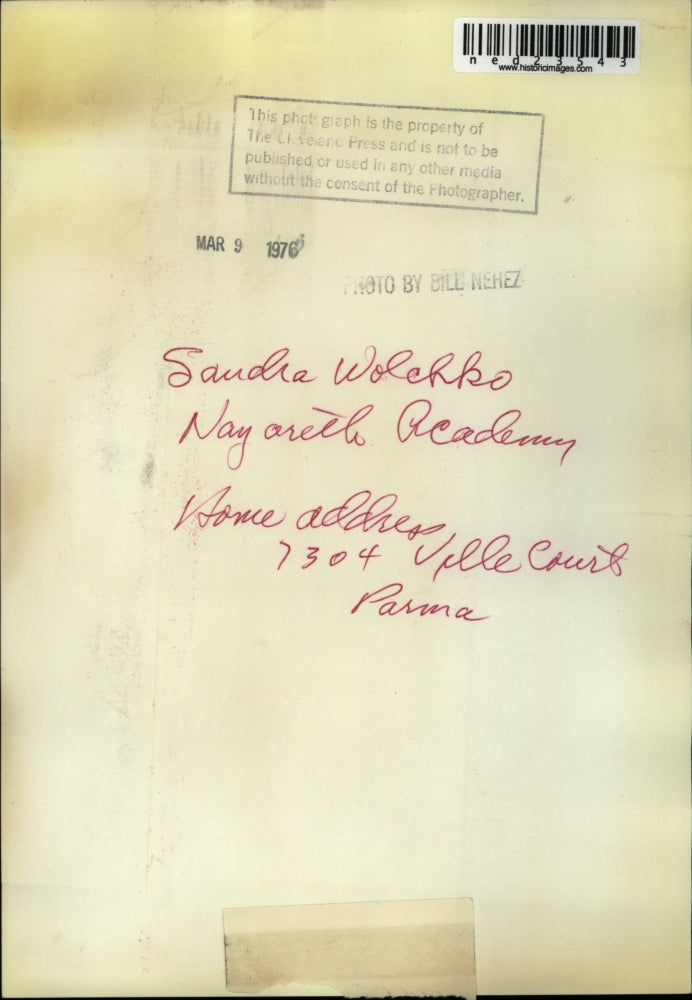 ned23543
www.historicimages.com
This photograph is the property of
The Cleveland Press and is not to be
published or used in any other media
without the consent of the Photographer.
MAR 9 1976
PHOTO BY BILL NEHEZ
Sandra Wolchko
Nazareth Academy
Home address
7304 Ville Court
Parma